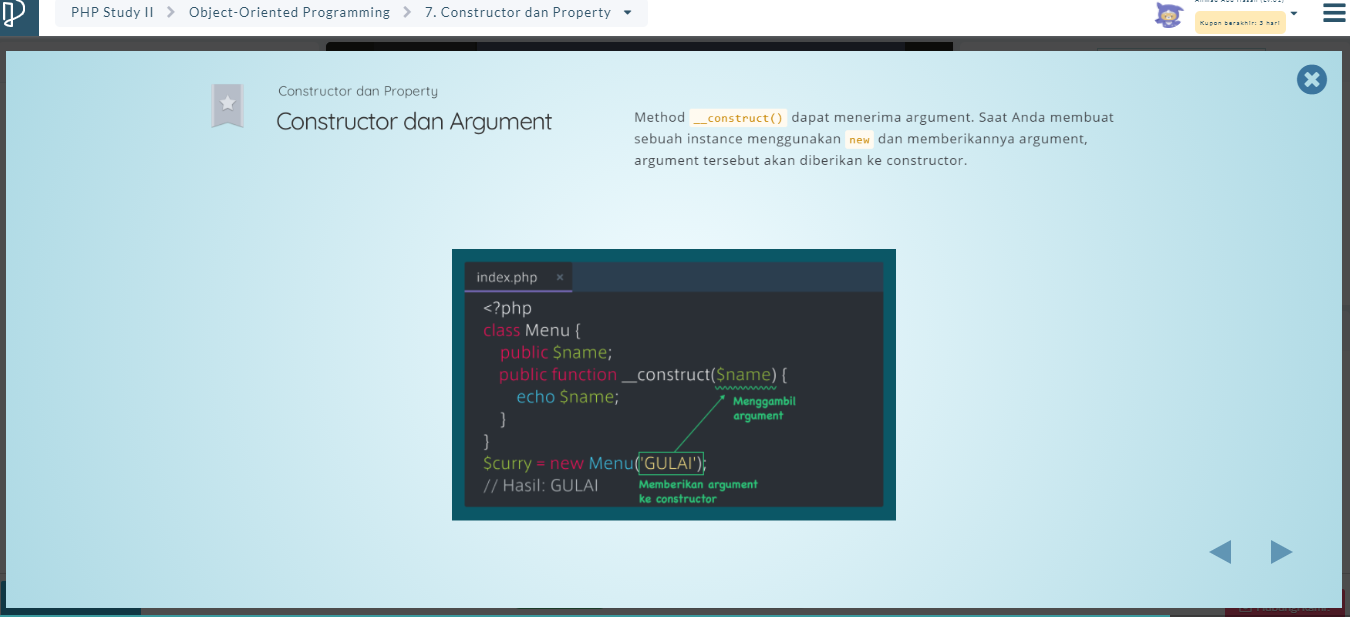 PHP Study II > Object-Oriented Programming > 7. Constructor dan Property
Kupon berakhir: 3 hari
Constructor dan Property
Constructor dan Argument
Method __construct() dapat menerima argument. Saat Anda membuat
sebuah instance menggunakan new dan memberikannya argument,
argument tersebut akan diberikan ke constructor.
index.php ×
<?php
class Menu {
public $name;
public function __construct($name) {
echo $name;
Menggambil
argument
}
}
$curry = new Menu('GULAI');
// Hasil: GULAI
Memberikan argument
ke constructor